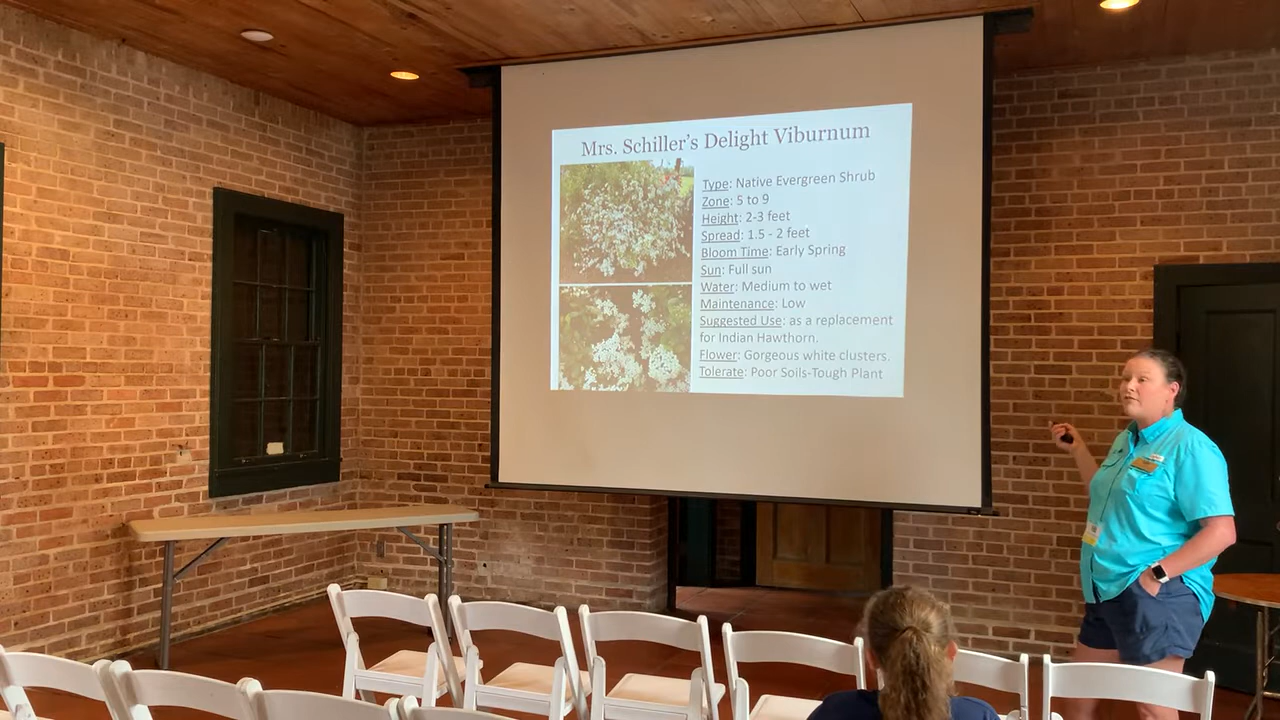 Mrs. Schiller's Delight Viburnum
Type: Native Evergreen Shrub
Zone: 5 to 9
Height: 2-3 feet
Spread: 1.5 - 2 feet
Bloom Time: Early Spring
Sun: Full sun
Water: Medium to wet
Maintenance: Low
Suggested Use: as a replacement
for Indian Hawthorn.
Flower: Gorgeous white clusters.
Tolerate: Poor Soils-Tough Plant